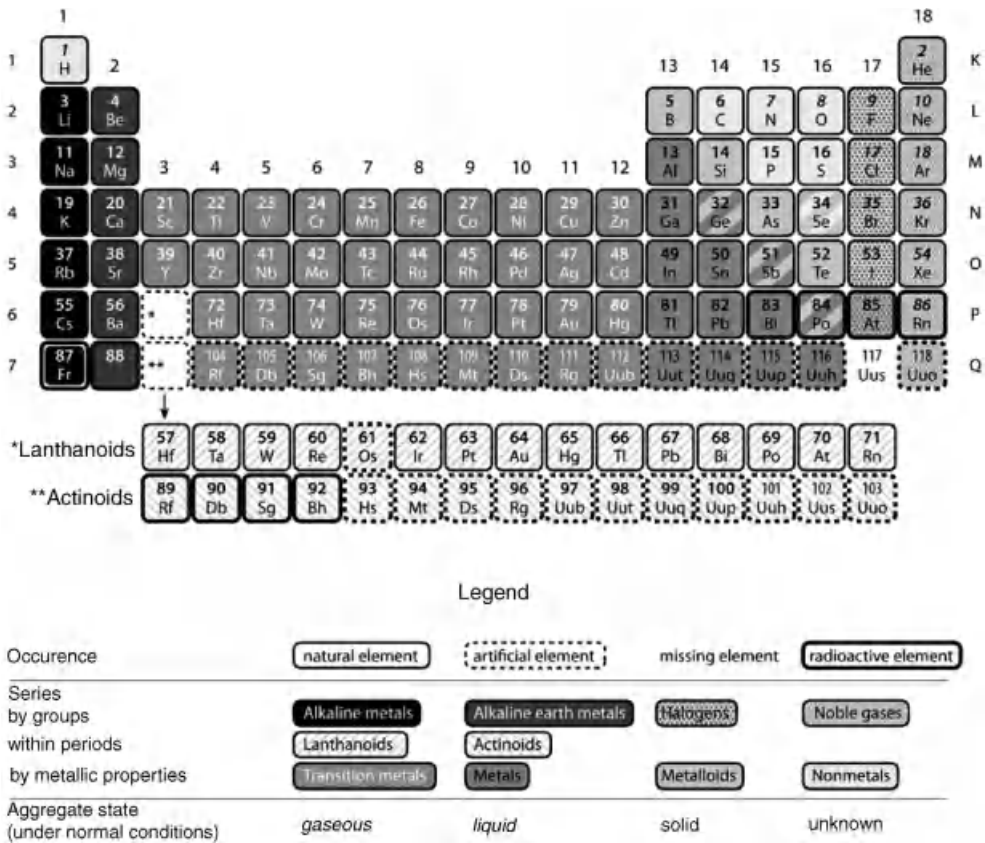 1 18
1 1 2 13 14 15 16 17 2 K
H He
2 3 4 5 6 7 8 9 10 L
Li Be B C N O F Ne
3 11 12 3 4 5 6 7 8 9 10 11 12 13 14 15 16 17 18 M
Na Mg Al Si P S Cl Ar
4 19 20 21 22 23 24 25 26 27 28 29 30 31 32 33 34 35 36 N
K Ca Sc Ti V Cr Mn Fe Co Ni Cu Zn Ga Ge As Se Br Kr
5 37 38 39 40 41 42 43 44 45 46 47 48 49 50 51 52 53 54 O
Rb Sr Y Zr Nb Mo Tc Ru Rh Pd Ag Cd In Sn Sb Te I Xe
6 55 56 * 72 73 74 75 76 77 78 79 80 81 82 83 84 85 86 P
Cs Ba Hf Ta W Re Os Ir Pt Au Hg Tl Pb Bi Po At Rn
7 87 88 ** 104 105 106 107 108 109 110 111 112 113 114 115 116 117 118 Q
Fr Rf Db Sg Bh Hs Mt Ds Rg Uub Uut Uuq Uup Uuh Uus Uuo
*Lanthanoids 57 58 59 60 61 62 63 64 65 66 67 68 69 70 71
Hf Ta W Re Os Ir Pt Au Hg Tl Pb Bi Po At Rn
**Actinoids 89 90 91 92 93 94 95 96 97 98 99 100 101 102 103
Rf Db Sg Bh Hs Mt Ds Rg Uub Uut Uuq Uup Uuh Uus Uuo
Legend
Occurence natural element artificial element missing element radioactive element
Series
by groups Alkaline metals Alkaline earth metals Halogens Noble gases
within periods Lanthanoids Actinoids
by metallic properties Transition metals Metals Metalloids Nonmetals
Aggregate state
(under normal conditions) gaseous liquid solid unknown